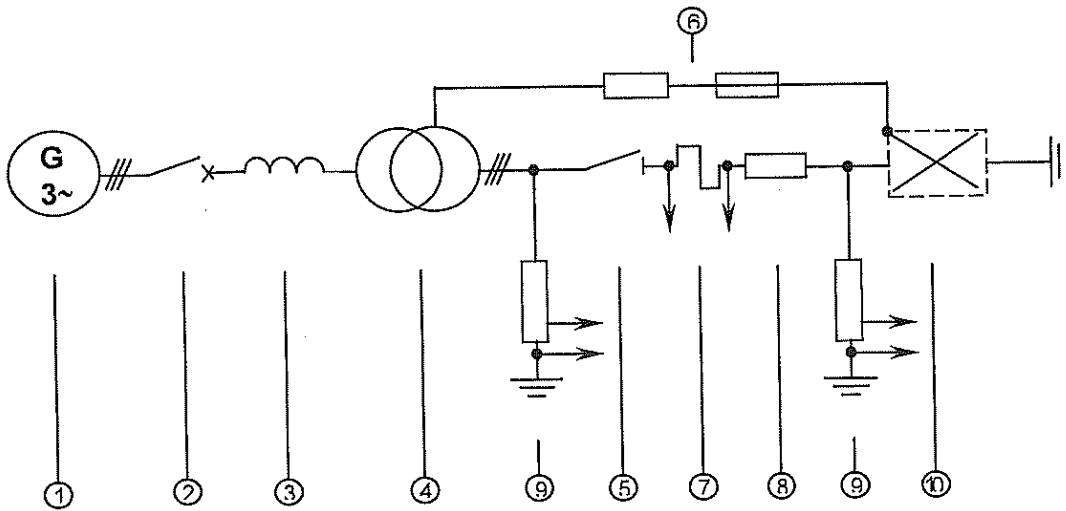 ⑥
G
3~
① ② ③ ④ ⑨ ⑤ ⑦ ⑧ ⑨ ⑩